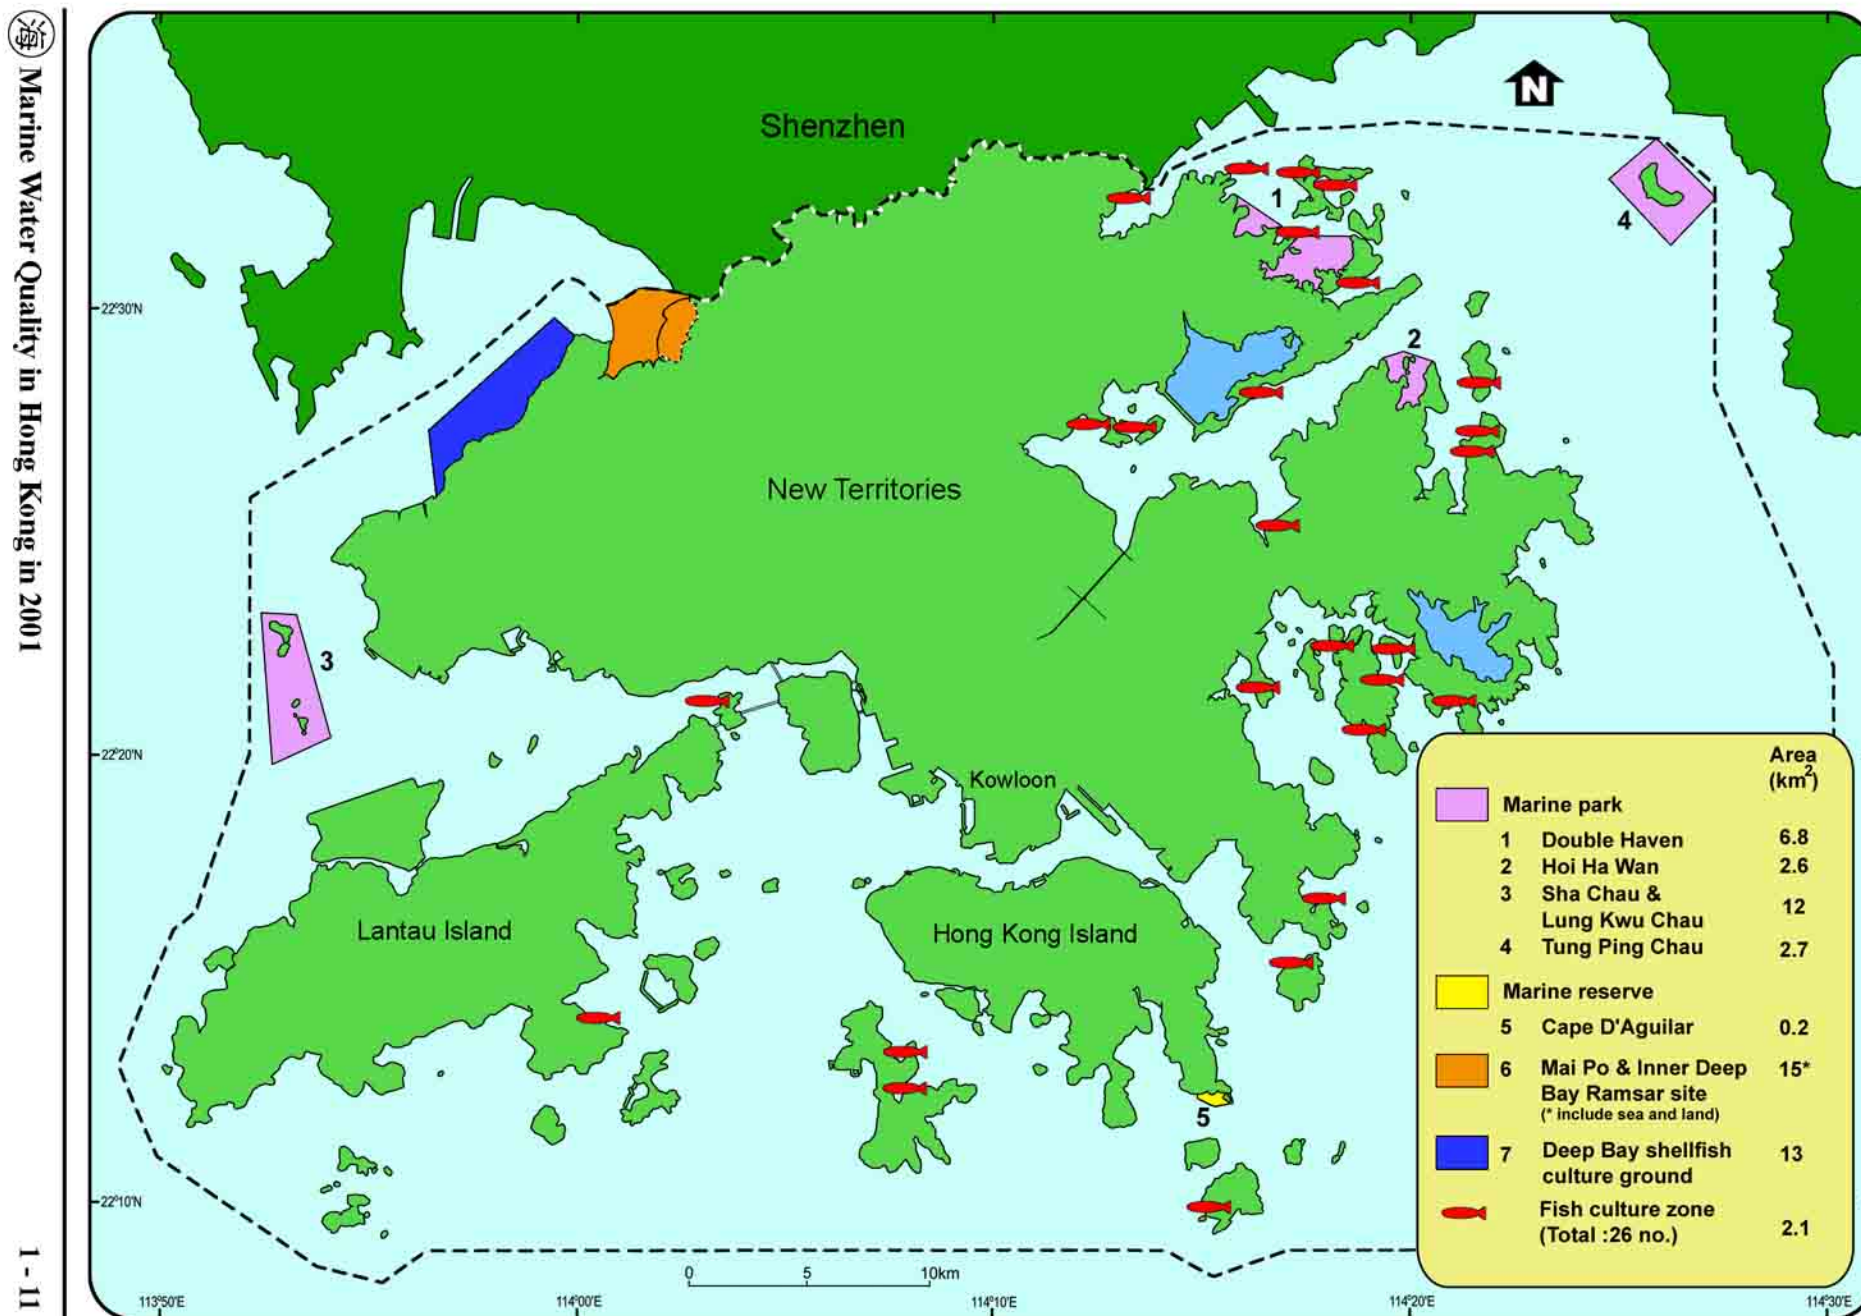 海 Marine Water Quality in Hong Kong in 2001
1 - 11
N
Shenzhen
1
4
22°30'N
2
New Territories
3
22°20'N
Kowloon
Lantau Island
Hong Kong Island
5
22°10'N
0 5 10km
113°50'E 114°00'E 114°10'E 114°20'E 114°30'E
Area
(km²)
Marine park
1 Double Haven 6.8
2 Hoi Ha Wan 2.6
3 Sha Chau &
Lung Kwu Chau 12
4 Tung Ping Chau 2.7
Marine reserve
5 Cape D'Aguilar 0.2
6 Mai Po & Inner Deep 15*
Bay Ramsar site
(* include sea and land)
7 Deep Bay shellfish 13
culture ground
Fish culture zone
(Total :26 no.) 2.1